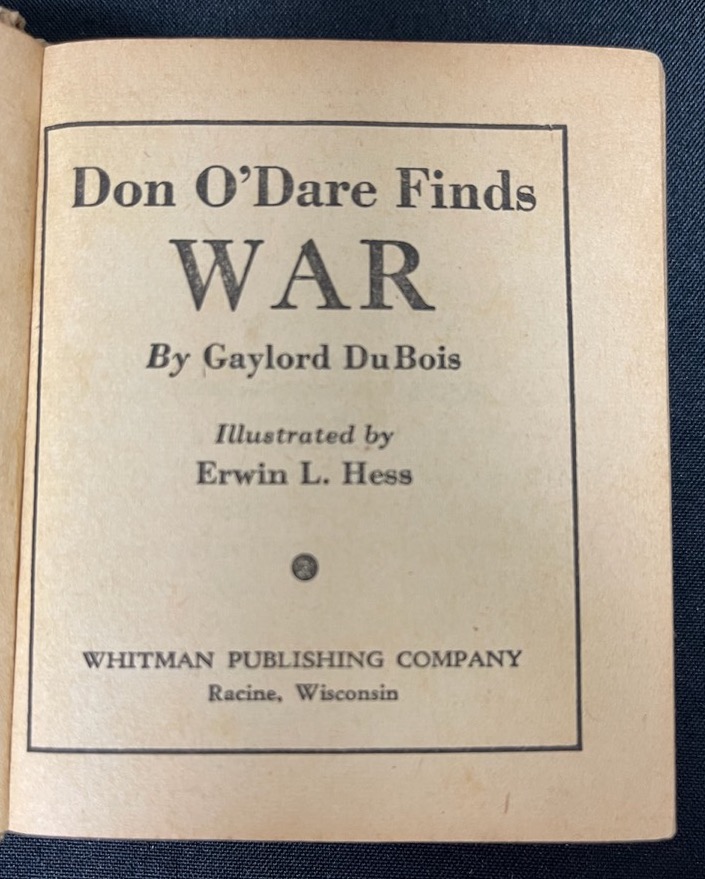 Don O'Dare Finds
WAR
By Gaylord DuBois
Illustrated by
Erwin L. Hess
WHITMAN PUBLISHING COMPANY
Racine, Wisconsin